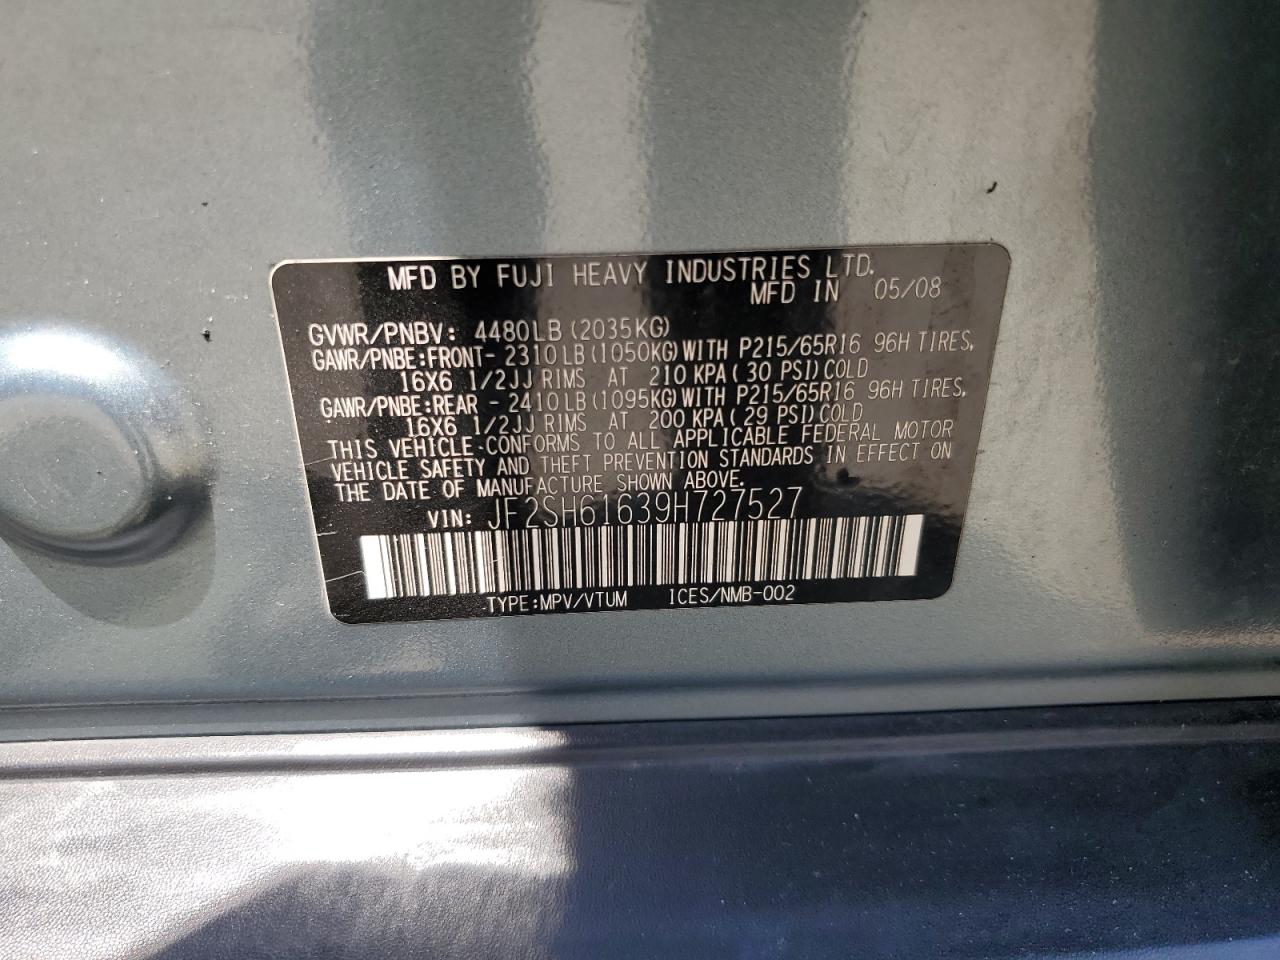 MFD BY FUJI HEAVY INDUSTRIES LTD.
MFD IN 05/08
GVWR/PNBV: 4480LB (2035KG)
GAWR/PNBE:FRONT- 2310LB (1050KG) WITH P215/65R16 96H TIRES,
16X6 1/2JJ RIMS AT 210 KPA ( 30 PSI) COLD
GAWR/PNBE:REAR - 2410LB (1095KG) WITH P215/65R16 96H TIRES,
16X6 1/2JJ RIMS AT 200 KPA ( 29 PSI) COLD
THIS VEHICLE CONFORMS TO ALL APPLICABLE FEDERAL MOTOR
VEHICLE SAFETY AND THEFT PREVENTION STANDARDS IN EFFECT ON
THE DATE OF MANUFACTURE SHOWN ABOVE.
VIN: JF2SH61639H727527
TYPE:MPV/VTUM ICES/NMB-002